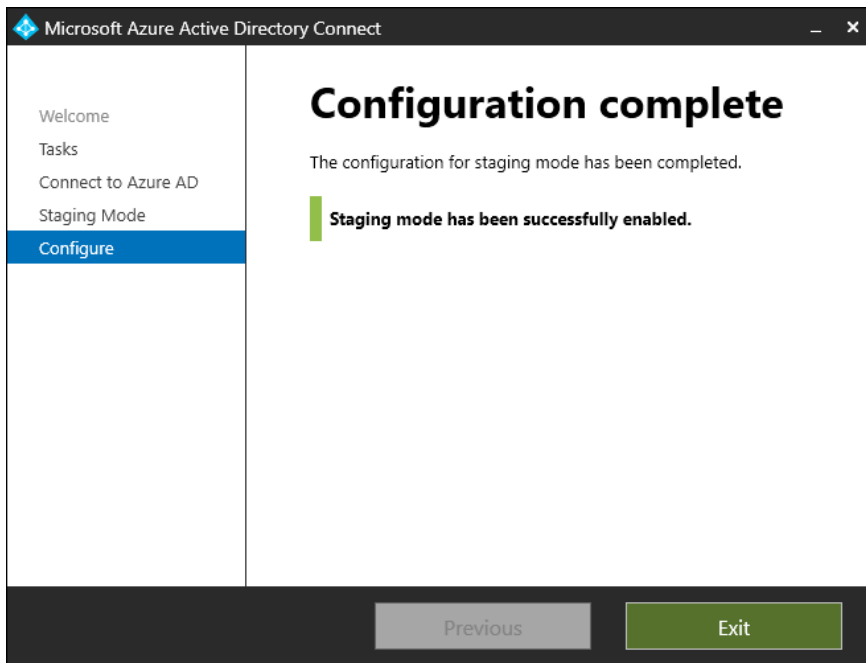 Microsoft Azure Active Directory Connect
Welcome
Tasks
Connect to Azure AD
Staging Mode
Configure
Configuration complete
The configuration for staging mode has been completed.
Staging mode has been successfully enabled.
Previous
Exit